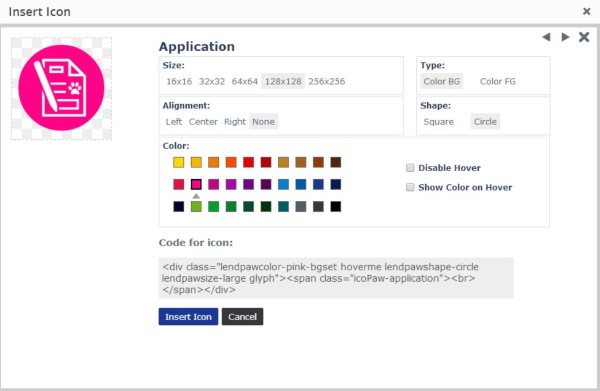 Insert Icon
Application
Size:
16x16 32x32 64x64 128x128 256x256
Type:
Color BG Color FG
Alignment:
Left Center Right None
Shape:
Square Circle
Color:
Disable Hover
Show Color on Hover
Code for icon:
<div class="lendpawcolor-pink-bgset hoverme lendpawshape-circle
lendpawsize-large glyph"><span class="icoPaw-application"><br>
</span></div>
Insert Icon Cancel